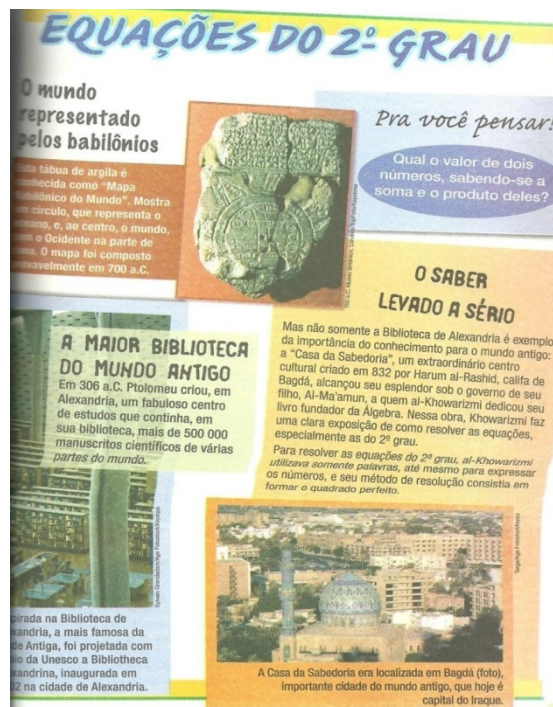 EQUAÇÕES DO 2º GRAU
O mundo
representado
pelos babilônios
tábua de argila é
conhecida como “Mapa
Babilônico do Mundo”. Mostra
círculo, que representa o
oceano, e, ao centro, o mundo,
com o Ocidente na parte de
O mapa foi composto
provavelmente em 700 a.C.
Pra você pensar!
Qual o valor de dois
números, sabendo-se a
soma e o produto deles?
A MAIOR BIBLIOTECA
DO MUNDO ANTIGO
Em 306 a.C. Ptolomeu criou, em
Alexandria, um fabuloso centro
de estudos que continha, em
sua biblioteca, mais de 500 000
manuscritos científicos de várias
partes do mundo.
pirada na Biblioteca de
xandria, a mais famosa da
de Antiga, foi projetada com
io da Unesco a Bibliotheca
xandrina, inaugurada em
2 na cidade de Alexandria.
O SABER
LEVADO A SÉRIO
Mas não somente a Biblioteca de Alexandria é exemplo
da importância do conhecimento para o mundo antigo:
a “Casa da Sabedoria”, um extraordinário centro
cultural criado em 832 por Harum al-Rashid, califa de
Bagdá, alcançou seu esplendor sob o governo de seu
filho, Al-Ma’amun, a quem al-Khowarizmi dedicou seu
livro fundador da Álgebra. Nessa obra, Khowarizmi faz
uma clara exposição de como resolver as equações,
especialmente as do 2º grau.
Para resolver as equações do 2º grau, al-Khowarizmi
utilizava somente palavras, até mesmo para expressar
os números, e seu método de resolução consistia em
formar o quadrado perfeito.
A Casa da Sabedoria era localizada em Bagdá (foto),
importante cidade do mundo antigo, que hoje é
capital do Iraque.